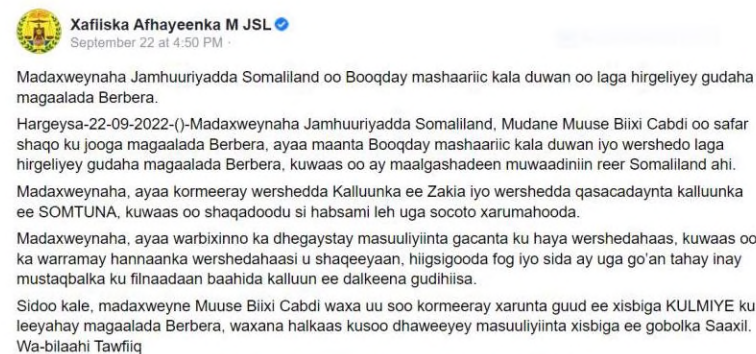 Xafiiska Afhayeenka M JSL
September 22 at 4:50 PM ·
Madaxweynaha Jamhuuriyadda Somaliland oo Booqday mashaariic kala duwan oo laga hirgeliyey gudaha
magaalada Berbera.
Hargeysa-22-09-2022-()-Madaxweynaha Jamhuuriyadda Somaliland, Mudane Muuse Biixi Cabdi oo safar
shaqo ku jooga magaalada Berbera, ayaa maanta Booqday mashaariic kala duwan iyo wershedo laga
hirgeliyey gudaha magaalada Berbera, kuwaas oo ay maalgashadeen muwaadiniin reer Somaliland ahi.
Madaxweynaha, ayaa kormeeray wershedda Kalluunka ee Zakia iyo wershedda qasacadaynta kalluunka
ee SOMTUNA, kuwaas oo shaqadoodu si habsami leh uga socoto xarumahooda.
Madaxweynaha, ayaa warbixinno ka dhegaystay masuuliyiinta gacanta ku haya wershedahaas, kuwaas oo
ka warramay hannaanka wershedahaasi u shaqeeyaan, hiigsigooda fog iyo sida ay uga go'an tahay inay
mustaqbalka ku filnaadaan baahida kalluun ee dalkeena gudihiisa.
Sidoo kale, madaxweyne Muuse Biixi Cabdi waxa uu soo kormeeray xarunta guud ee xisbiga KULMIYE ku
leeyahay magaalada Berbera, waxana halkaas kusoo dhaweeyey masuuliyiinta xisbiga ee gobolka Saaxil.
Wa-bilaahi Tawfiiq